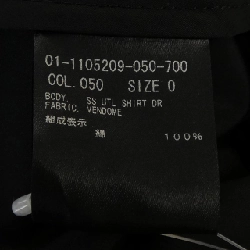 01-1105209-050-700
COL.050 SIZE 0
BODY. SS UTL SHIRT DR
FABRIC. VENDOME
組成表示
綿 100%